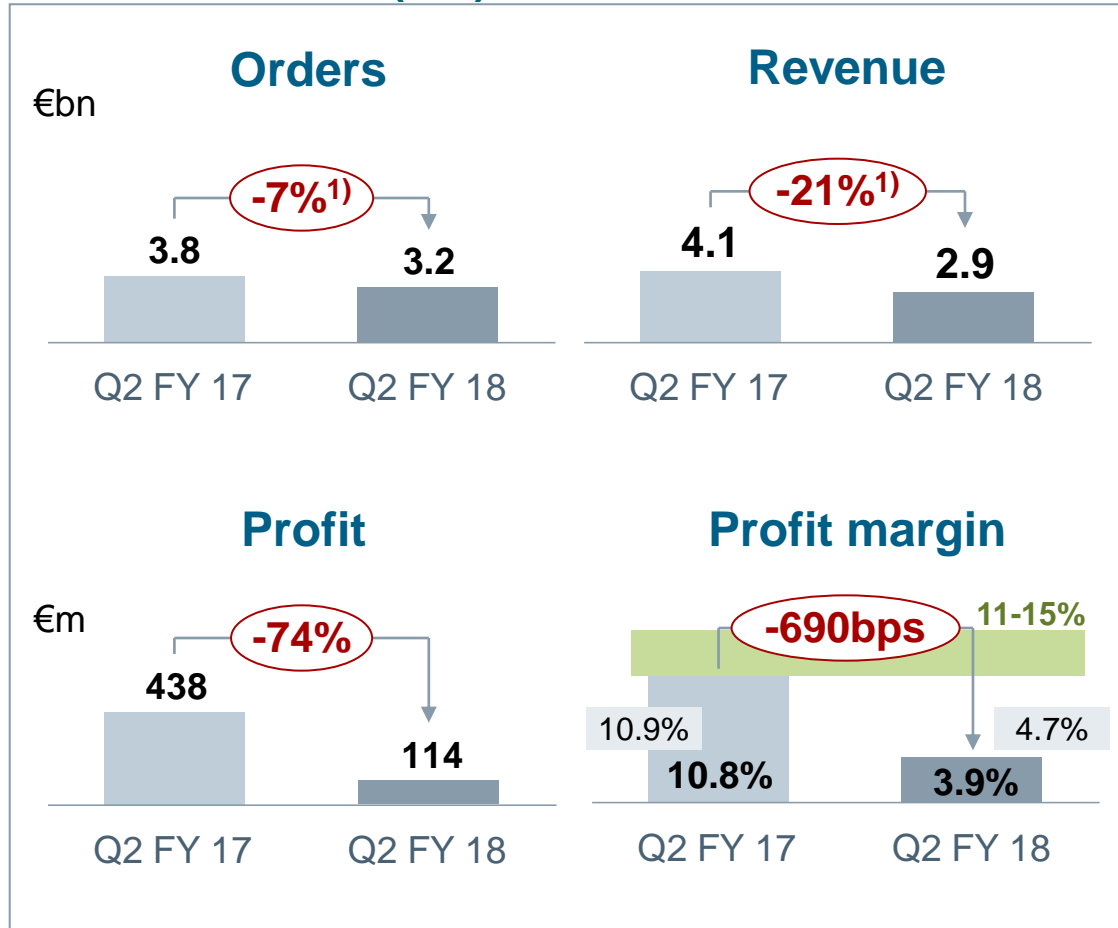 Orders
Revenue
€bn
-7%1)
-21%1)
3.8
3.2
4.1
2.9
Q2 FY 17
Q2 FY 18
Q2 FY 17
Q2 FY 18
Profit
Profit margin
€m
-74%
-690bps
11-15%
438
114
10.9%
10.8%
4.7%
3.9%
Q2 FY 17
Q2 FY 18
Q2 FY 17
Q2 FY 18